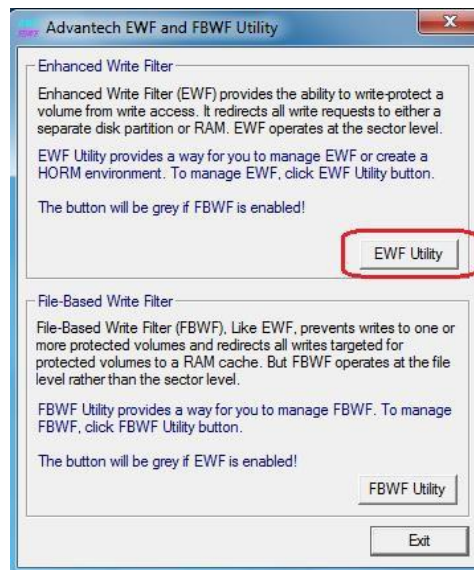 Advantech EWF and FBWF Utility
Enhanced Write Filter
Enhanced Write Filter (EWF) provides the ability to write-protect a
volume from write access. It redirects all write requests to either a
separate disk partition or RAM. EWF operates at the sector level.
EWF Utility provides a way for you to manage EWF or create a
HORM environment. To manage EWF, click EWF Utility button.
The button will be grey if FBWF is enabled!
EWF Utility
File-Based Write Filter
File-Based Write Filter (FBWF), Like EWF, prevents writes to one or
more protected volumes and redirects all writes targeted for
protected volumes to a RAM cache. But FBWF operates at the file
level rather than the sector level.
FBWF Utility provides a way for you to manage FBWF. To manage
FBWF, click FBWF Utility button.
The button will be grey if EWF is enabled!
FBWF Utility
Exit